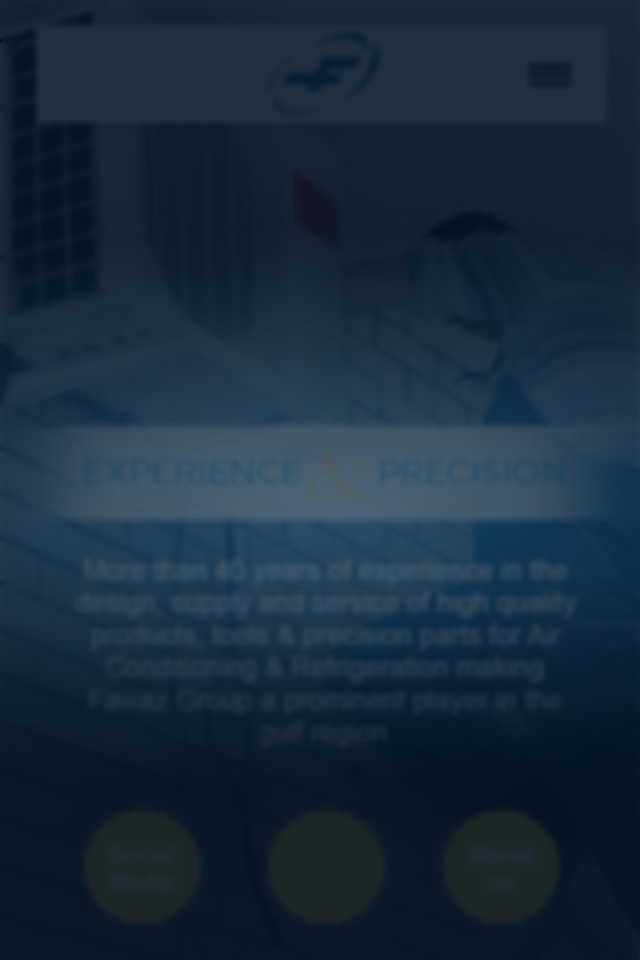 EXPERIENCE & PRECISION
More than 40 years of experience in the
design, supply and service of high quality
products, tools & precision parts for Air
Conditioning & Refrigeration making
Fawaz Group a prominent player in the
gulf region
Social
Media
About
us